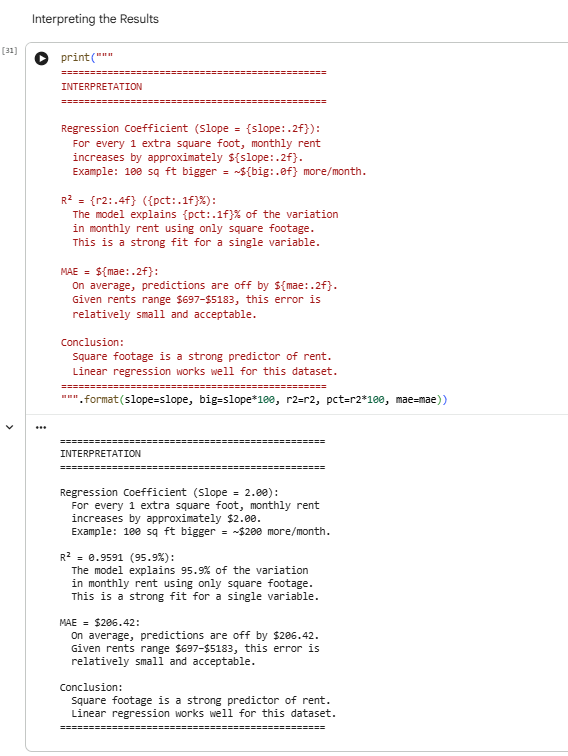 Interpreting the Results
[31]
print("""
==============================================
INTERPRETATION
==============================================
Regression Coefficient (Slope = {slope:.2f}):
For every 1 extra square foot, monthly rent
increases by approximately ${slope:.2f}.
Example: 100 sq ft bigger = ~${big:.0f} more/month.
R² = {r2:.4f} ({pct:.1f}%):
The model explains {pct:.1f}% of the variation
in monthly rent using only square footage.
This is a strong fit for a single variable.
MAE = ${mae:.2f}:
On average, predictions are off by ${mae:.2f}.
Given rents range $697–$5183, this error is
relatively small and acceptable.
Conclusion:
Square footage is a strong predictor of rent.
Linear regression works well for this dataset.
==============================================
""".format(slope=slope, big=slope*100, r2=r2, pct=r2*100, mae=mae))
==============================================
INTERPRETATION
==============================================
Regression Coefficient (Slope = 2.00):
For every 1 extra square foot, monthly rent
increases by approximately $2.00.
Example: 100 sq ft bigger = ~$200 more/month.
R² = 0.9591 (95.9%):
The model explains 95.9% of the variation
in monthly rent using only square footage.
This is a strong fit for a single variable.
MAE = $206.42:
On average, predictions are off by $206.42.
Given rents range $697–$5183, this error is
relatively small and acceptable.
Conclusion:
Square footage is a strong predictor of rent.
Linear regression works well for this dataset.
==============================================